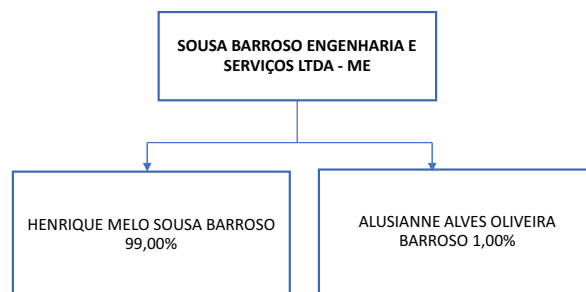 SOUSA BARROSO ENGENHARIA E
SERVIÇOS LTDA - ME
HENRIQUE MELO SOUSA BARROSO
99,00%
ALUSIANNE ALVES OLIVEIRA
BARROSO 1,00%